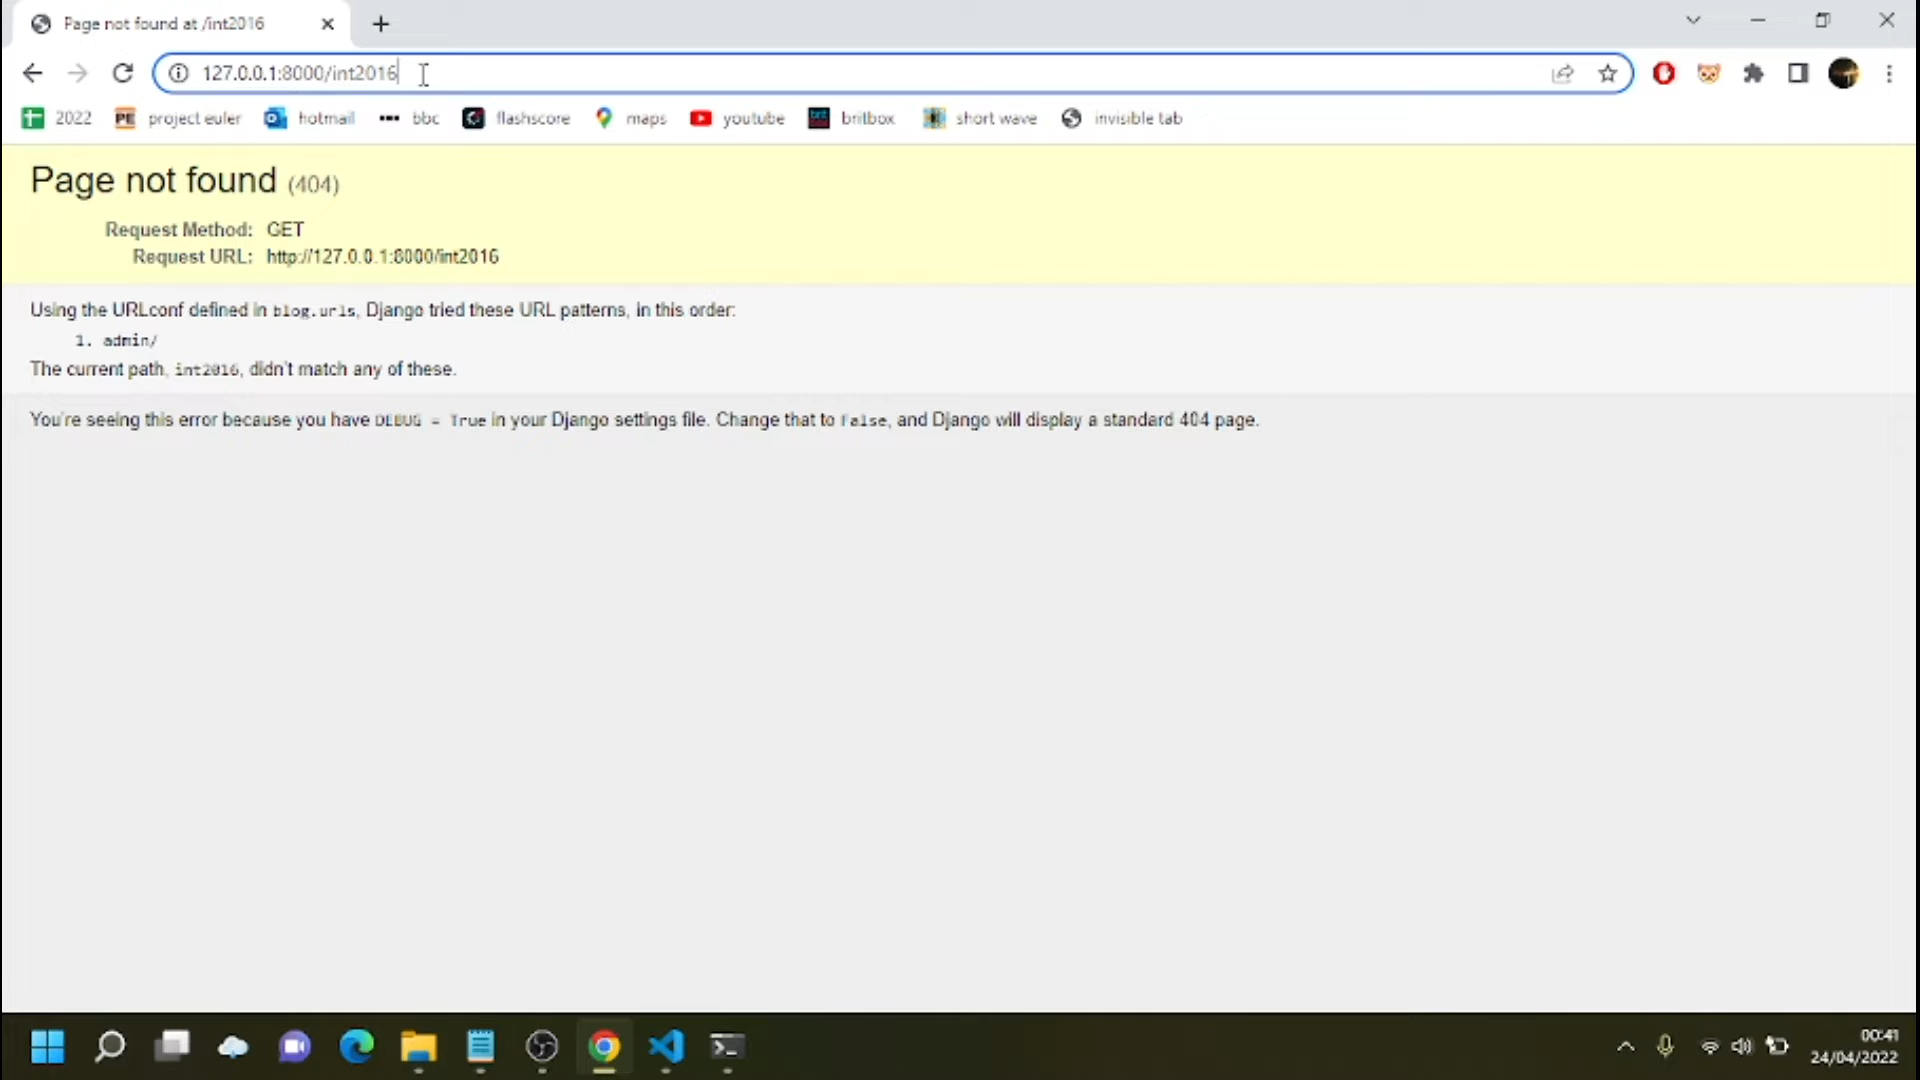 Page not found at /int2016
127.0.0.1:8000/int2016
2022 project euler hotmail bbc flashscore maps youtube britbox short wave invisible tab
Page not found (404)
Request Method: GET
Request URL: http://127.0.0.1:8000/int2016
Using the URLconf defined in blog.urls, Django tried these URL patterns, in this order:
1. admin/
The current path, int2016, didn't match any of these.
You're seeing this error because you have DEBUG = True in your Django settings file. Change that to False, and Django will display a standard 404 page.
00:41
24/04/2022